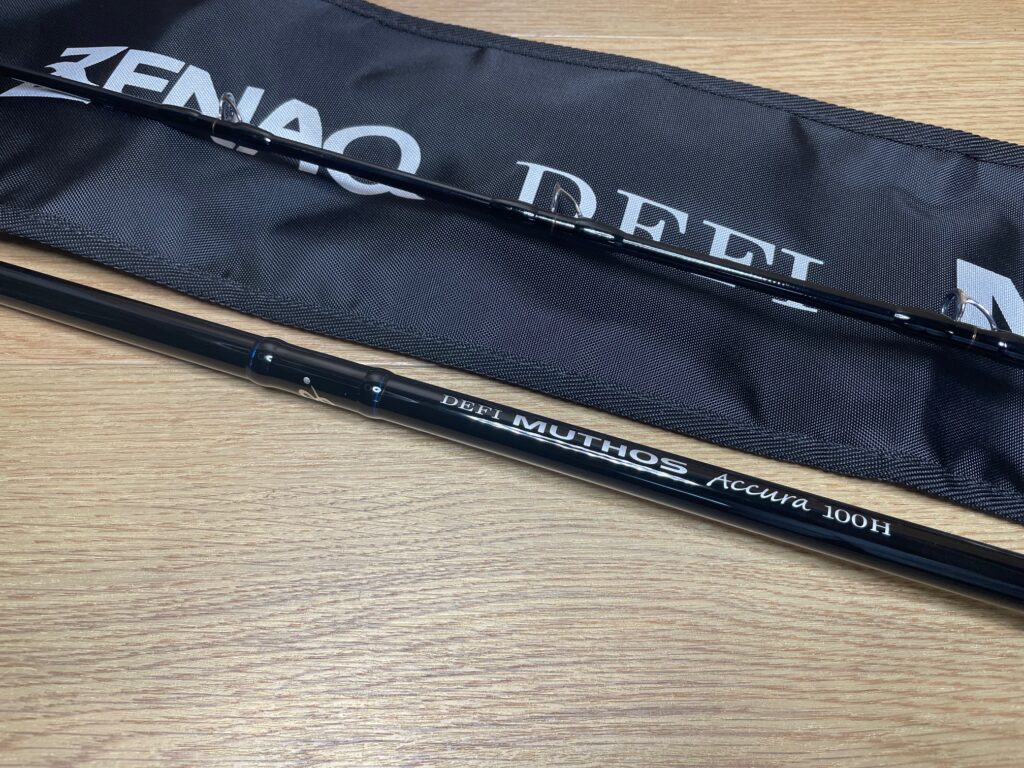 ZENAQ DEFI M
DEFI MUTHOS Accura 100H